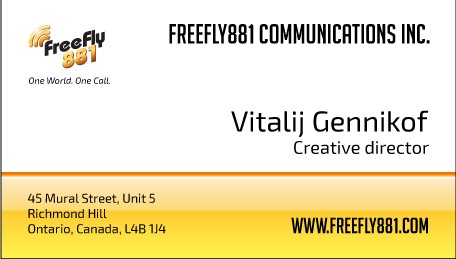 FreeFly
881
One World. One Call.
FREEFLY881 COMMUNICATIONS INC.
Vitalij Gennikof
Creative director
45 Mural Street, Unit 5
Richmond Hill
Ontario, Canada, L4B 1J4
WWW.FREEFLY881.COM